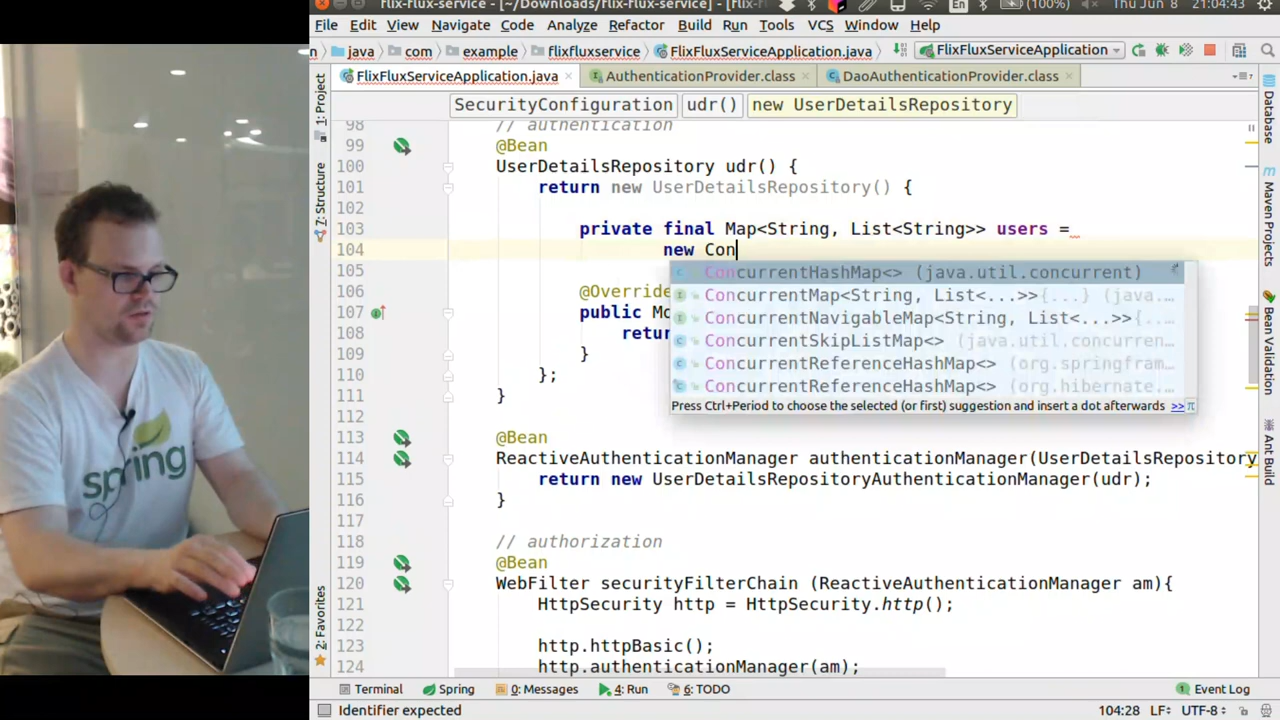 flix-flux-service - [~/Downloads/flix-flux-service] - [flix-f
En
(100%)
Thu Jun 8 21:04:43
File Edit View Navigate Code Analyze Refactor Build Run Tools VCS Window Help
java com example flixfluxservice FlixFluxServiceApplication.java FlixFluxServiceApplication
FlixFluxServiceApplication.java AuthenticationProvider.class DaoAuthenticationProvider.class
SecurityConfiguration udr() new UserDetailsRepository
98 // authentication
99 @Bean
100 UserDetailsRepository udr() {
101 return new UserDetailsRepository() {
102
103 private final Map<String, List<String>> users =
104 new Con
ConcurrentHashMap<> (java.util.concurrent)
105
ConcurrentMap<String, List<...>>{...} (java.…
106 @Override
ConcurrentNavigableMap<String, List<...>>{..
107 public Mo
ConcurrentSkipListMap<> (java.util.concurren…
108 retur
ConcurrentReferenceHashMap<> (org.springfram…
109 }
110 };
ConcurrentReferenceHashMap<> (org.hibernate.…
111 }
Press Ctrl+Period to choose the selected (or first) suggestion and insert a dot afterwards >> π
112
113 @Bean
114 ReactiveAuthenticationManager authenticationManager(UserDetailsRepository
115 return new UserDetailsRepositoryAuthenticationManager(udr);
116 }
117
118 // authorization
119 @Bean
120 WebFilter securityFilterChain (ReactiveAuthenticationManager am){
121 HttpSecurity http = HttpSecurity.http();
122
123 http.httpBasic();
124 http.authenticationManager(am);
1: Project
7: Structure
2: Favorites
Database
Maven Projects
Bean Validation
Ant Build
spring
Terminal Spring 0: Messages 4: Run 6: TODO 1 Event Log
Identifier expected 104:28 LF÷ UTF-8÷